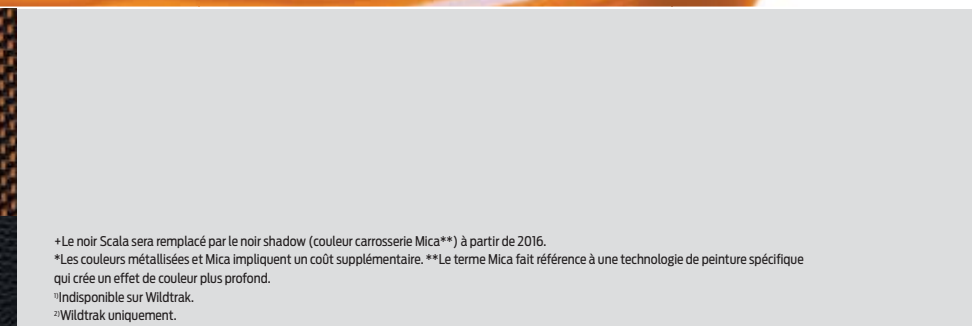 +Le noir Scala sera remplacé par le noir shadow (couleur carrosserie Mica**) à partir de 2016.
*Les couleurs métallisées et Mica impliquent un coût supplémentaire. **Le terme Mica fait référence à une technologie de peinture spécifique
qui crée un effet de couleur plus profond.
¹⁾Indisponible sur Wildtrak.
²⁾Wildtrak uniquement.